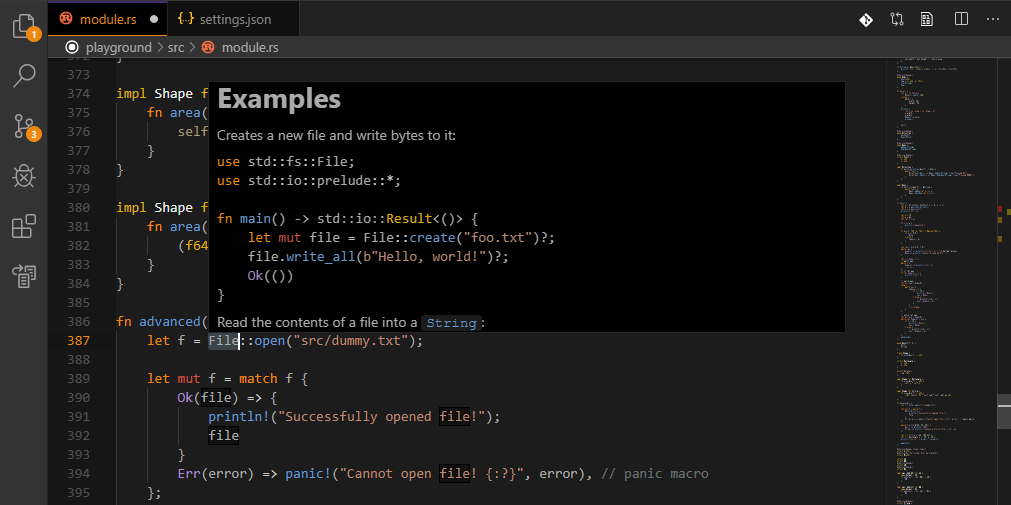 module.rs
{..} settings.json
1
playground > src > module.rs
372 }
373
374 impl Shape f
375 fn area(
376 self
377 }
378 }
379
380 impl Shape f
381 fn area(
382 (f64
383 }
384 }
385
386 fn advanced(
Examples
Creates a new file and write bytes to it:
use std::fs::File;
use std::io::prelude::*;
fn main() -> std::io::Result<()> {
let mut file = File::create("foo.txt")?;
file.write_all(b"Hello, world!")?;
Ok(())
}
Read the contents of a file into a String:
3
387 let f = File::open("src/dummy.txt");
388
389 let mut f = match f {
390 Ok(file) => {
391 println!("Successfully opened file!");
392 file
393 }
394 Err(error) => panic!("Cannot open file! {:?}", error), // panic macro
395 };